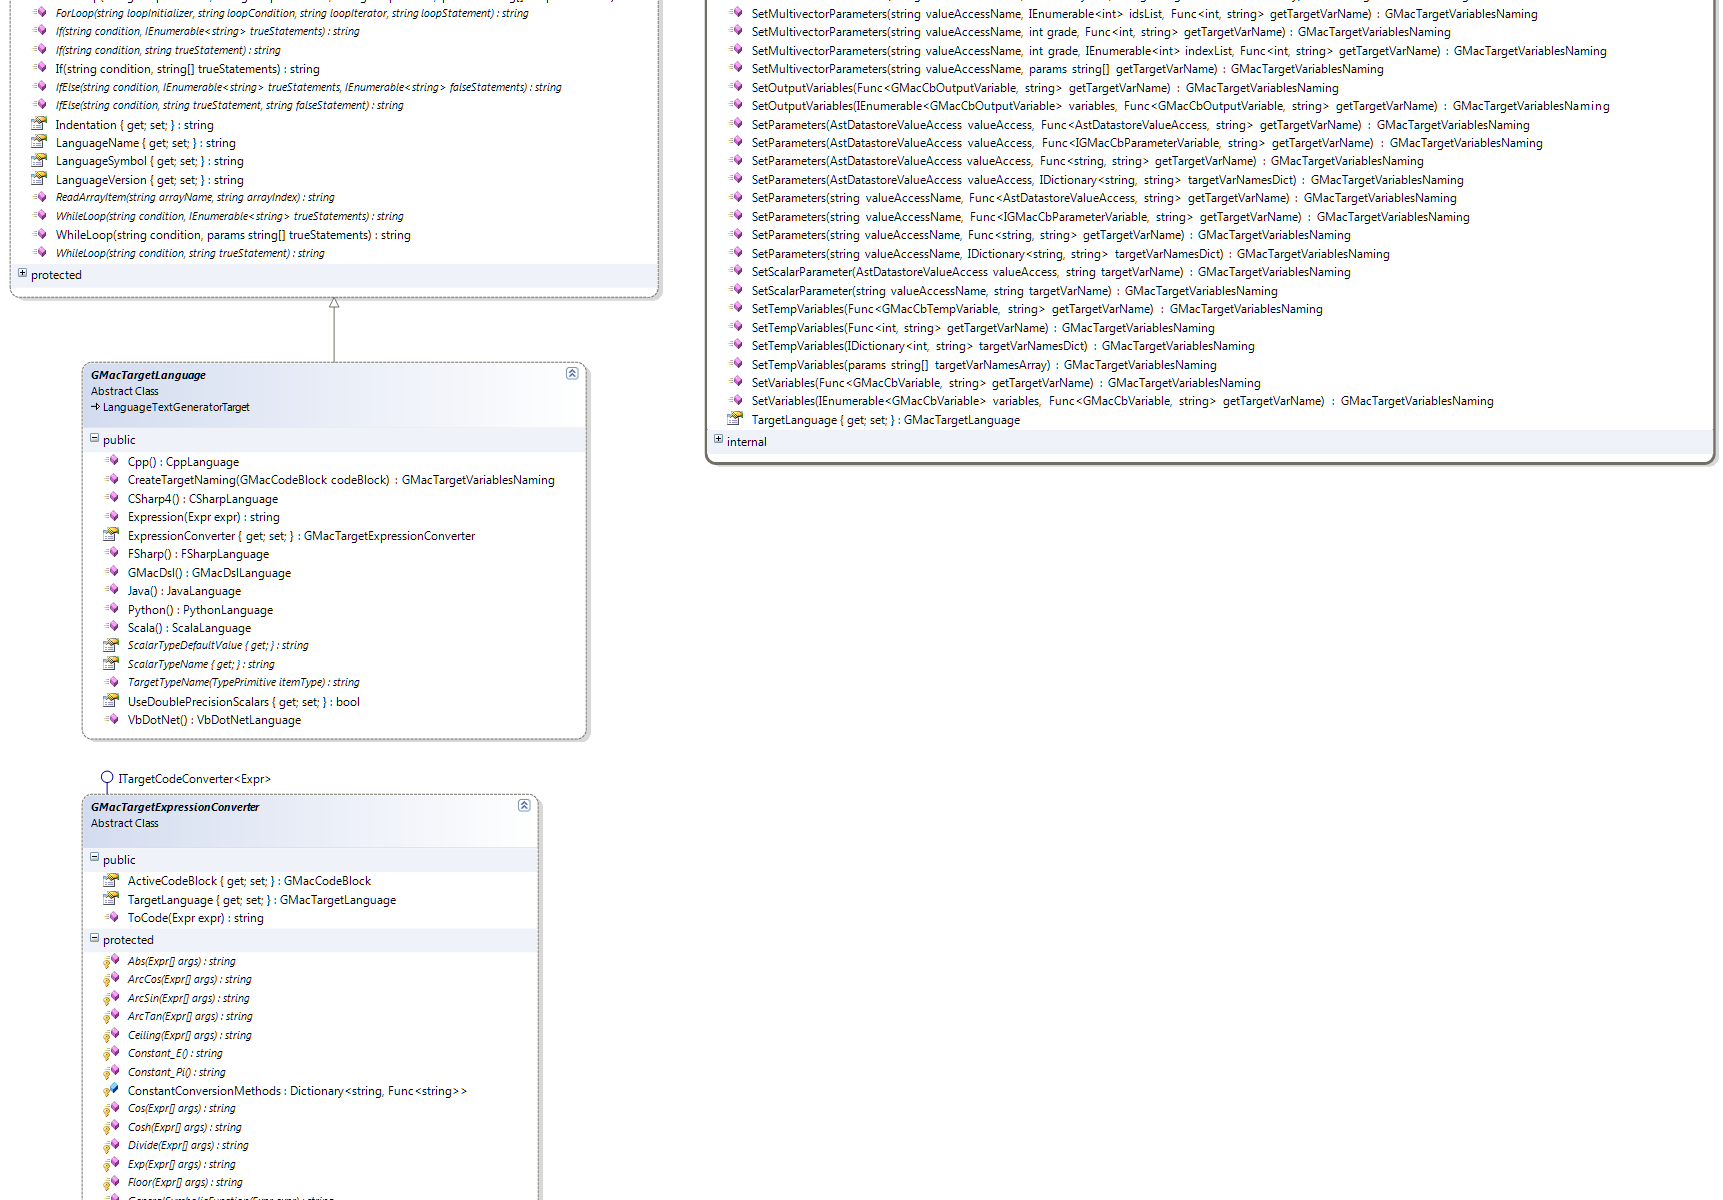 ForLoop(string loopInitializer, string loopCondition, string loopIterator, string loopStatement) : string
If(string condition, IEnumerable<string> trueStatements) : string
If(string condition, string trueStatement) : string
If(string condition, string[] trueStatements) : string
IfElse(string condition, IEnumerable<string> trueStatements, IEnumerable<string> falseStatements) : string
IfElse(string condition, string trueStatement, string falseStatement) : string
Indentation { get; set; } : string
LanguageName { get; set; } : string
LanguageSymbol { get; set; } : string
LanguageVersion { get; set; } : string
ReadArrayItem(string arrayName, string arrayIndex) : string
WhileLoop(string condition, IEnumerable<string> trueStatements) : string
WhileLoop(string condition, params string[] trueStatements) : string
WhileLoop(string condition, string trueStatement) : string
protected
GMacTargetLanguage
Abstract Class
LanguageTextGeneratorTarget
public
Cpp() : CppLanguage
CreateTargetNaming(GMacCodeBlock codeBlock) : GMacTargetVariablesNaming
CSharp4() : CSharpLanguage
Expression(Expr expr) : string
ExpressionConverter { get; set; } : GMacTargetExpressionConverter
FSharp() : FSharpLanguage
GMacDsl() : GMacDslLanguage
Java() : JavaLanguage
Python() : PythonLanguage
Scala() : ScalaLanguage
ScalarTypeDefaultValue { get; } : string
ScalarTypeName { get; } : string
TargetTypeName(TypePrimitive itemType) : string
UseDoublePrecisionScalars { get; set; } : bool
VbDotNet() : VbDotNetLanguage
ITargetCodeConverter<Expr>
GMacTargetExpressionConverter
Abstract Class
public
ActiveCodeBlock { get; set; } : GMacCodeBlock
TargetLanguage { get; set; } : GMacTargetLanguage
ToCode(Expr expr) : string
protected
Abs(Expr[] args) : string
ArcCos(Expr[] args) : string
ArcSin(Expr[] args) : string
ArcTan(Expr[] args) : string
Ceiling(Expr[] args) : string
Constant_E() : string
Constant_Pi() : string
ConstantConversionMethods : Dictionary<string, Func<string>>
Cos(Expr[] args) : string
Cosh(Expr[] args) : string
Divide(Expr[] args) : string
Exp(Expr[] args) : string
Floor(Expr[] args) : string
SetMultivectorParameters(string valueAccessName, IEnumerable<int> idsList, Func<int, string> getTargetVarName) : GMacTargetVariablesNaming
SetMultivectorParameters(string valueAccessName, int grade, Func<int, string> getTargetVarName) : GMacTargetVariablesNaming
SetMultivectorParameters(string valueAccessName, int grade, IEnumerable<int> indexList, Func<int, string> getTargetVarName) : GMacTargetVariablesNaming
SetMultivectorParameters(string valueAccessName, params string[] getTargetVarName) : GMacTargetVariablesNaming
SetOutputVariables(Func<GMacCbOutputVariable, string> getTargetVarName) : GMacTargetVariablesNaming
SetOutputVariables(IEnumerable<GMacCbOutputVariable> variables, Func<GMacCbOutputVariable, string> getTargetVarName) : GMacTargetVariablesNaming
SetParameters(AstDatastoreValueAccess valueAccess, Func<AstDatastoreValueAccess, string> getTargetVarName) : GMacTargetVariablesNaming
SetParameters(AstDatastoreValueAccess valueAccess, Func<IGMacCbParameterVariable, string> getTargetVarName) : GMacTargetVariablesNaming
SetParameters(AstDatastoreValueAccess valueAccess, Func<string, string> getTargetVarName) : GMacTargetVariablesNaming
SetParameters(AstDatastoreValueAccess valueAccess, IDictionary<string, string> targetVarNamesDict) : GMacTargetVariablesNaming
SetParameters(string valueAccessName, Func<AstDatastoreValueAccess, string> getTargetVarName) : GMacTargetVariablesNaming
SetParameters(string valueAccessName, Func<IGMacCbParameterVariable, string> getTargetVarName) : GMacTargetVariablesNaming
SetParameters(string valueAccessName, Func<string, string> getTargetVarName) : GMacTargetVariablesNaming
SetParameters(string valueAccessName, IDictionary<string, string> targetVarNamesDict) : GMacTargetVariablesNaming
SetScalarParameter(AstDatastoreValueAccess valueAccess, string targetVarName) : GMacTargetVariablesNaming
SetScalarParameter(string valueAccessName, string targetVarName) : GMacTargetVariablesNaming
SetTempVariables(Func<GMacCbTempVariable, string> getTargetVarName) : GMacTargetVariablesNaming
SetTempVariables(Func<int, string> getTargetVarName) : GMacTargetVariablesNaming
SetTempVariables(IDictionary<int, string> targetVarNamesDict) : GMacTargetVariablesNaming
SetTempVariables(params string[] targetVarNamesArray) : GMacTargetVariablesNaming
SetVariables(Func<GMacCbVariable, string> getTargetVarName) : GMacTargetVariablesNaming
SetVariables(IEnumerable<GMacCbVariable> variables, Func<GMacCbVariable, string> getTargetVarName) : GMacTargetVariablesNaming
TargetLanguage { get; set; } : GMacTargetLanguage
internal